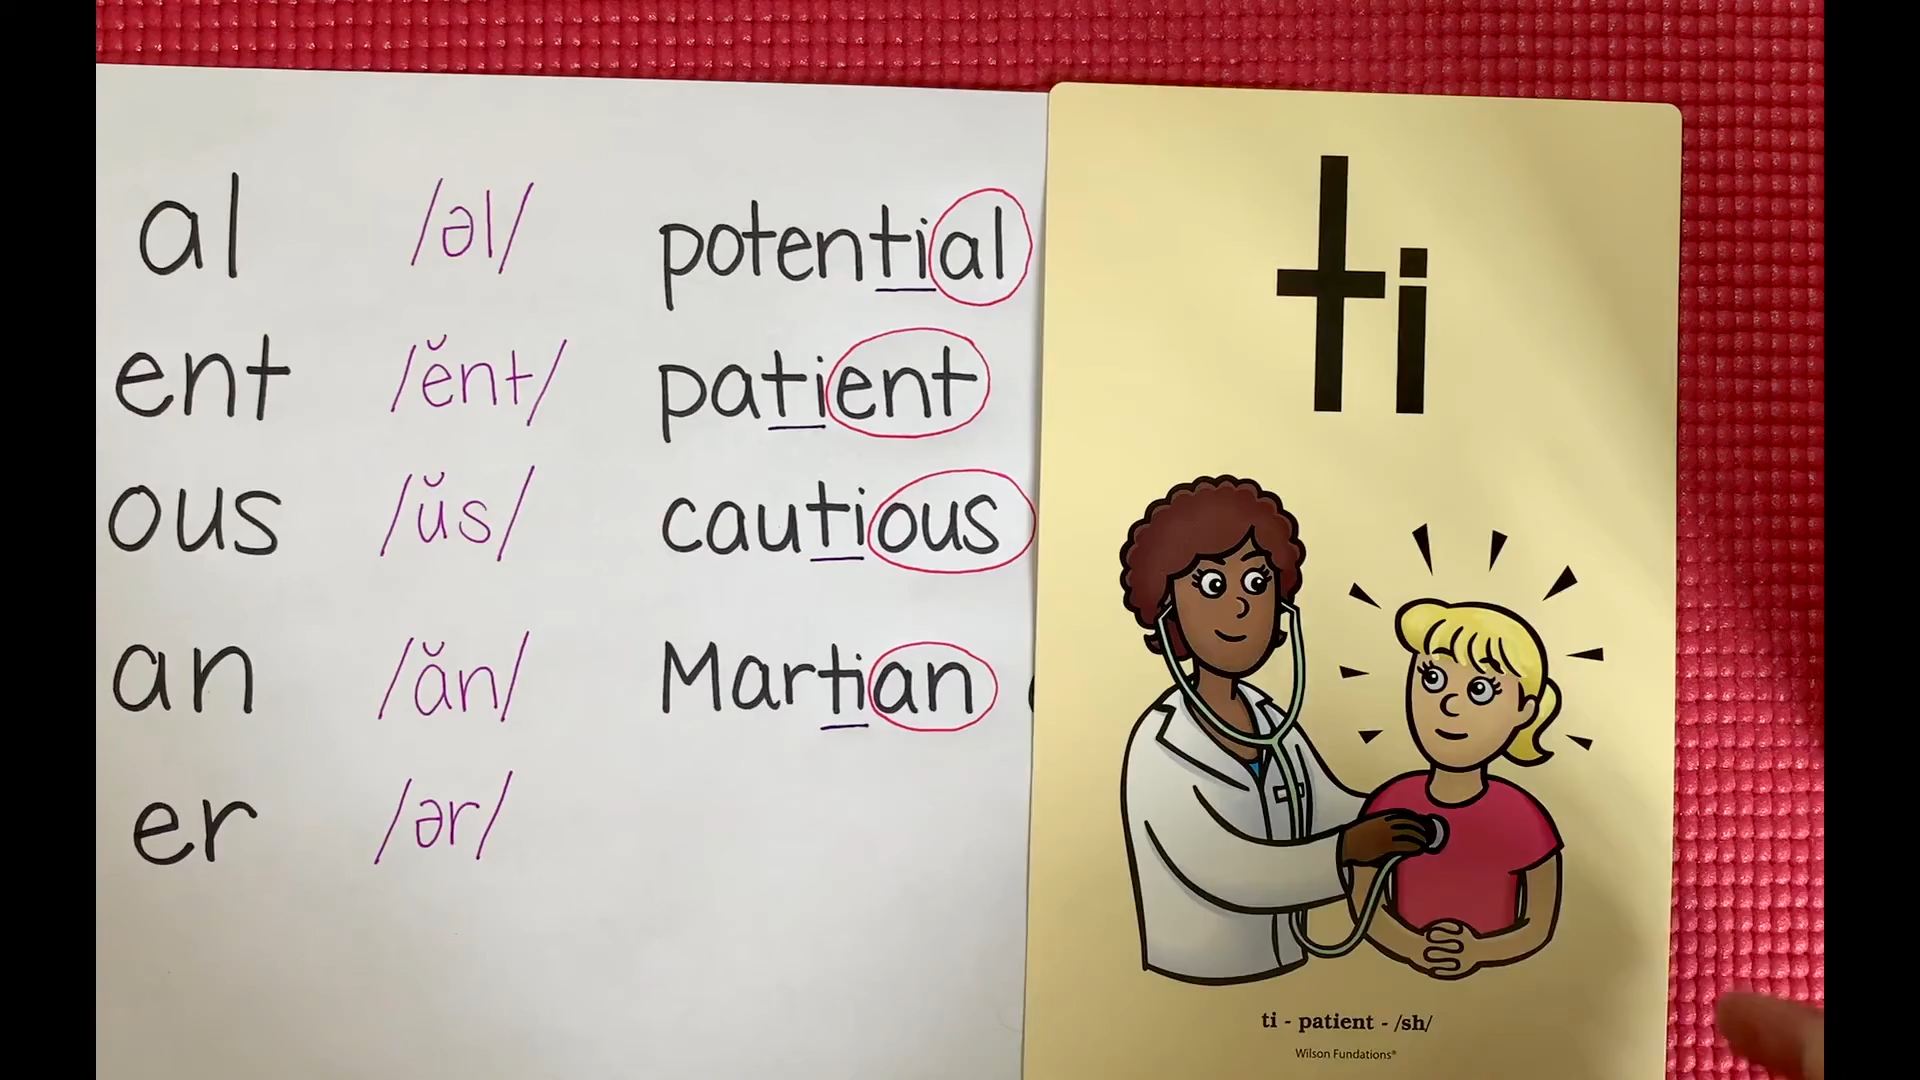 al /əl/ potential
ent /ĕnt/ patient
ous /ŭs/ cautious
an /ăn/ Martian
er /ər/
ti
ti - patient - /sh/
Wilson Fundations®